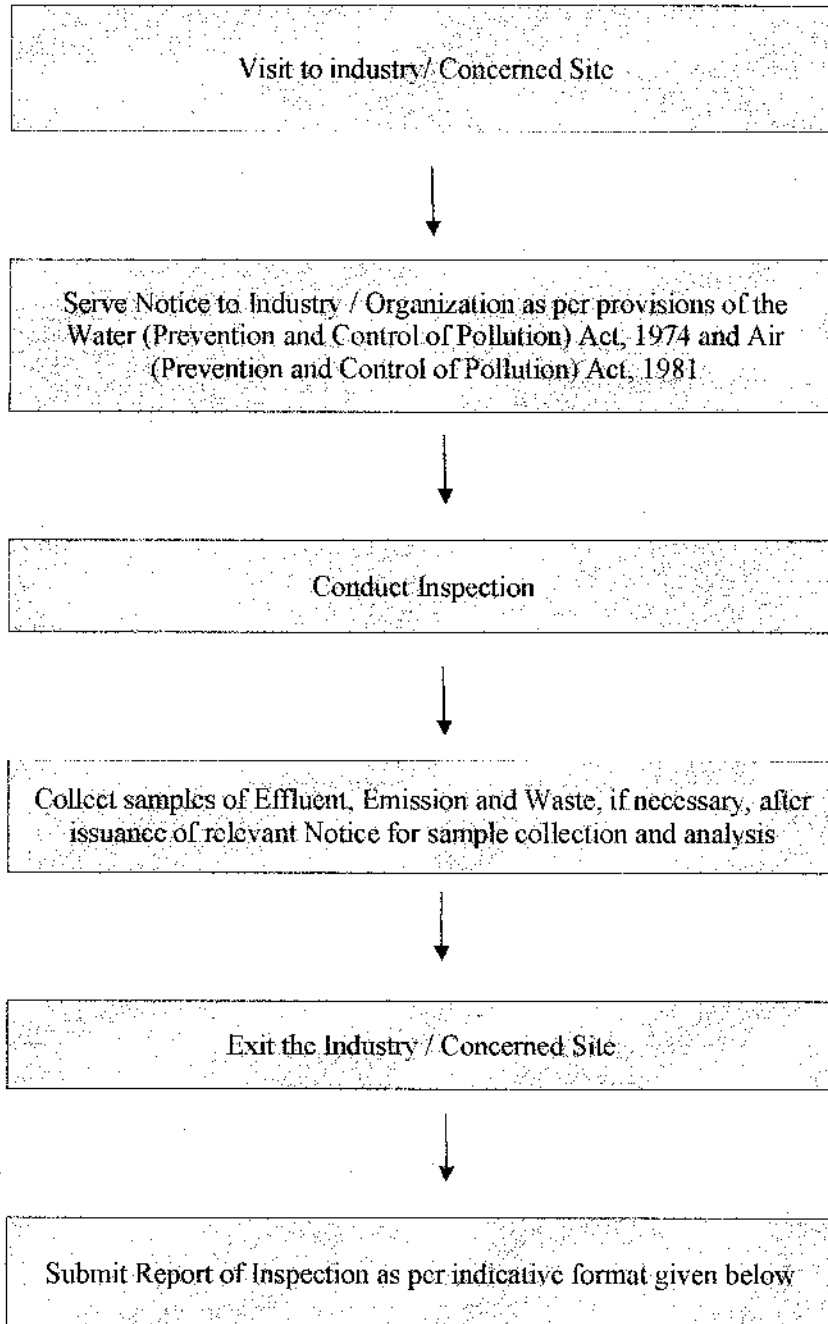 Visit to industry/ Concerned Site
Serve Notice to Industry / Organization as per provisions of the
Water (Prevention and Control of Pollution) Act, 1974 and Air
(Prevention and Control of Pollution) Act, 1981
Conduct Inspection
Collect samples of Effluent, Emission and Waste, if necessary, after
issuance of relevant Notice for sample collection and analysis
Exit the Industry / Concerned Site
Submit Report of Inspection as per indicative format given below